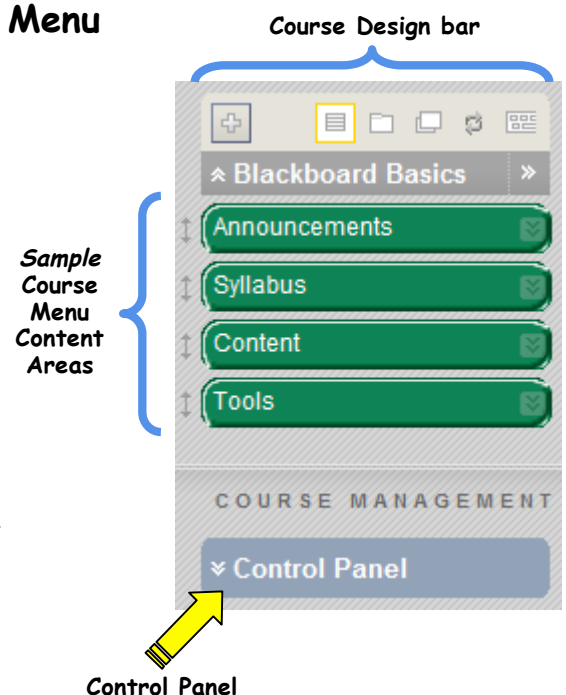 Menu
Course Design bar
Blackboard Basics
Announcements
Sample
Course
Menu
Content
Areas
Syllabus
Content
Tools
COURSE MANAGEMENT
Control Panel
Control Panel